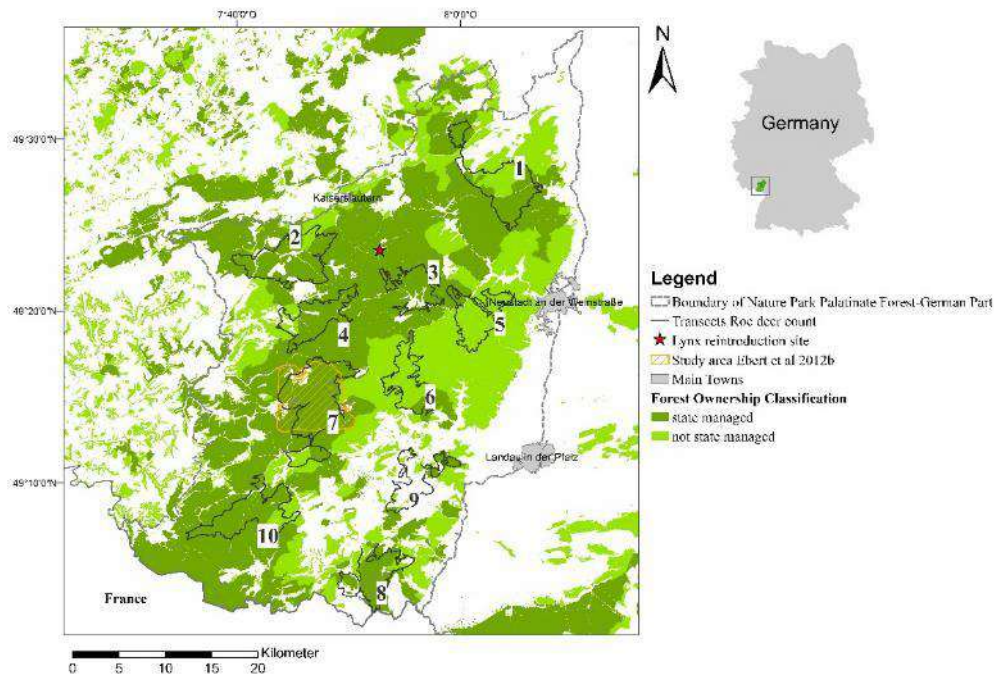 7°40'0"E
8°0'0"E
N
Germany
49°30'0"N
1
Kaiserslautern
2
3
49°20'0"N
Neustadt an der Weinstraße
5
4
6
7
Landau in der Pfalz
49°10'0"N
9
10
8
France
Kilometer
0 5 10 15 20
Legend
Boundary of Nature Park Palatinate Forest-German Part
Transects Roe deer count
Lynx reintroduction site
Study area Ebert et al 2012b
Main Towns
Forest Ownership Classification
state managed
not state managed